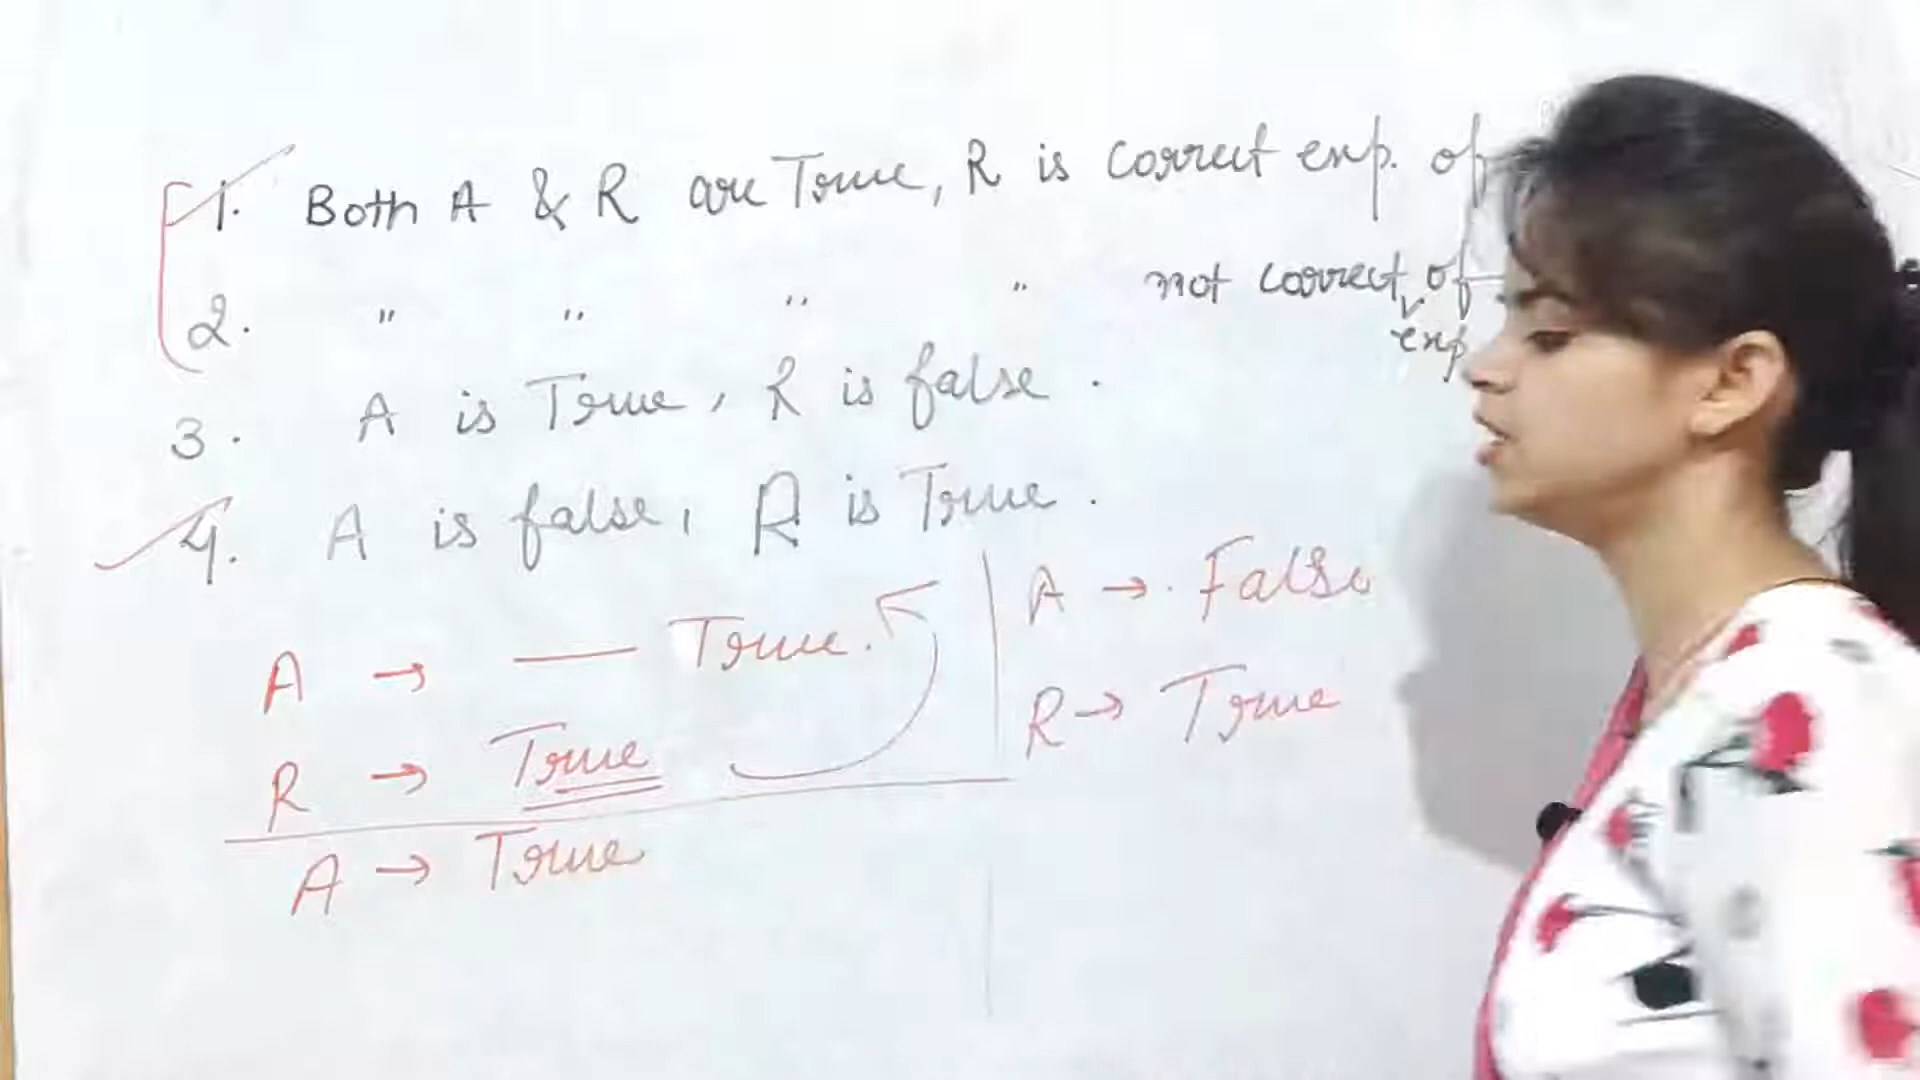 1. Both A & R are True, R is correct exp. of
2. " " " " not correct of
exp
3. A is True, R is false.
4. A is false, R is True.
A → — True.
R → True
A → True
A → False
R → True